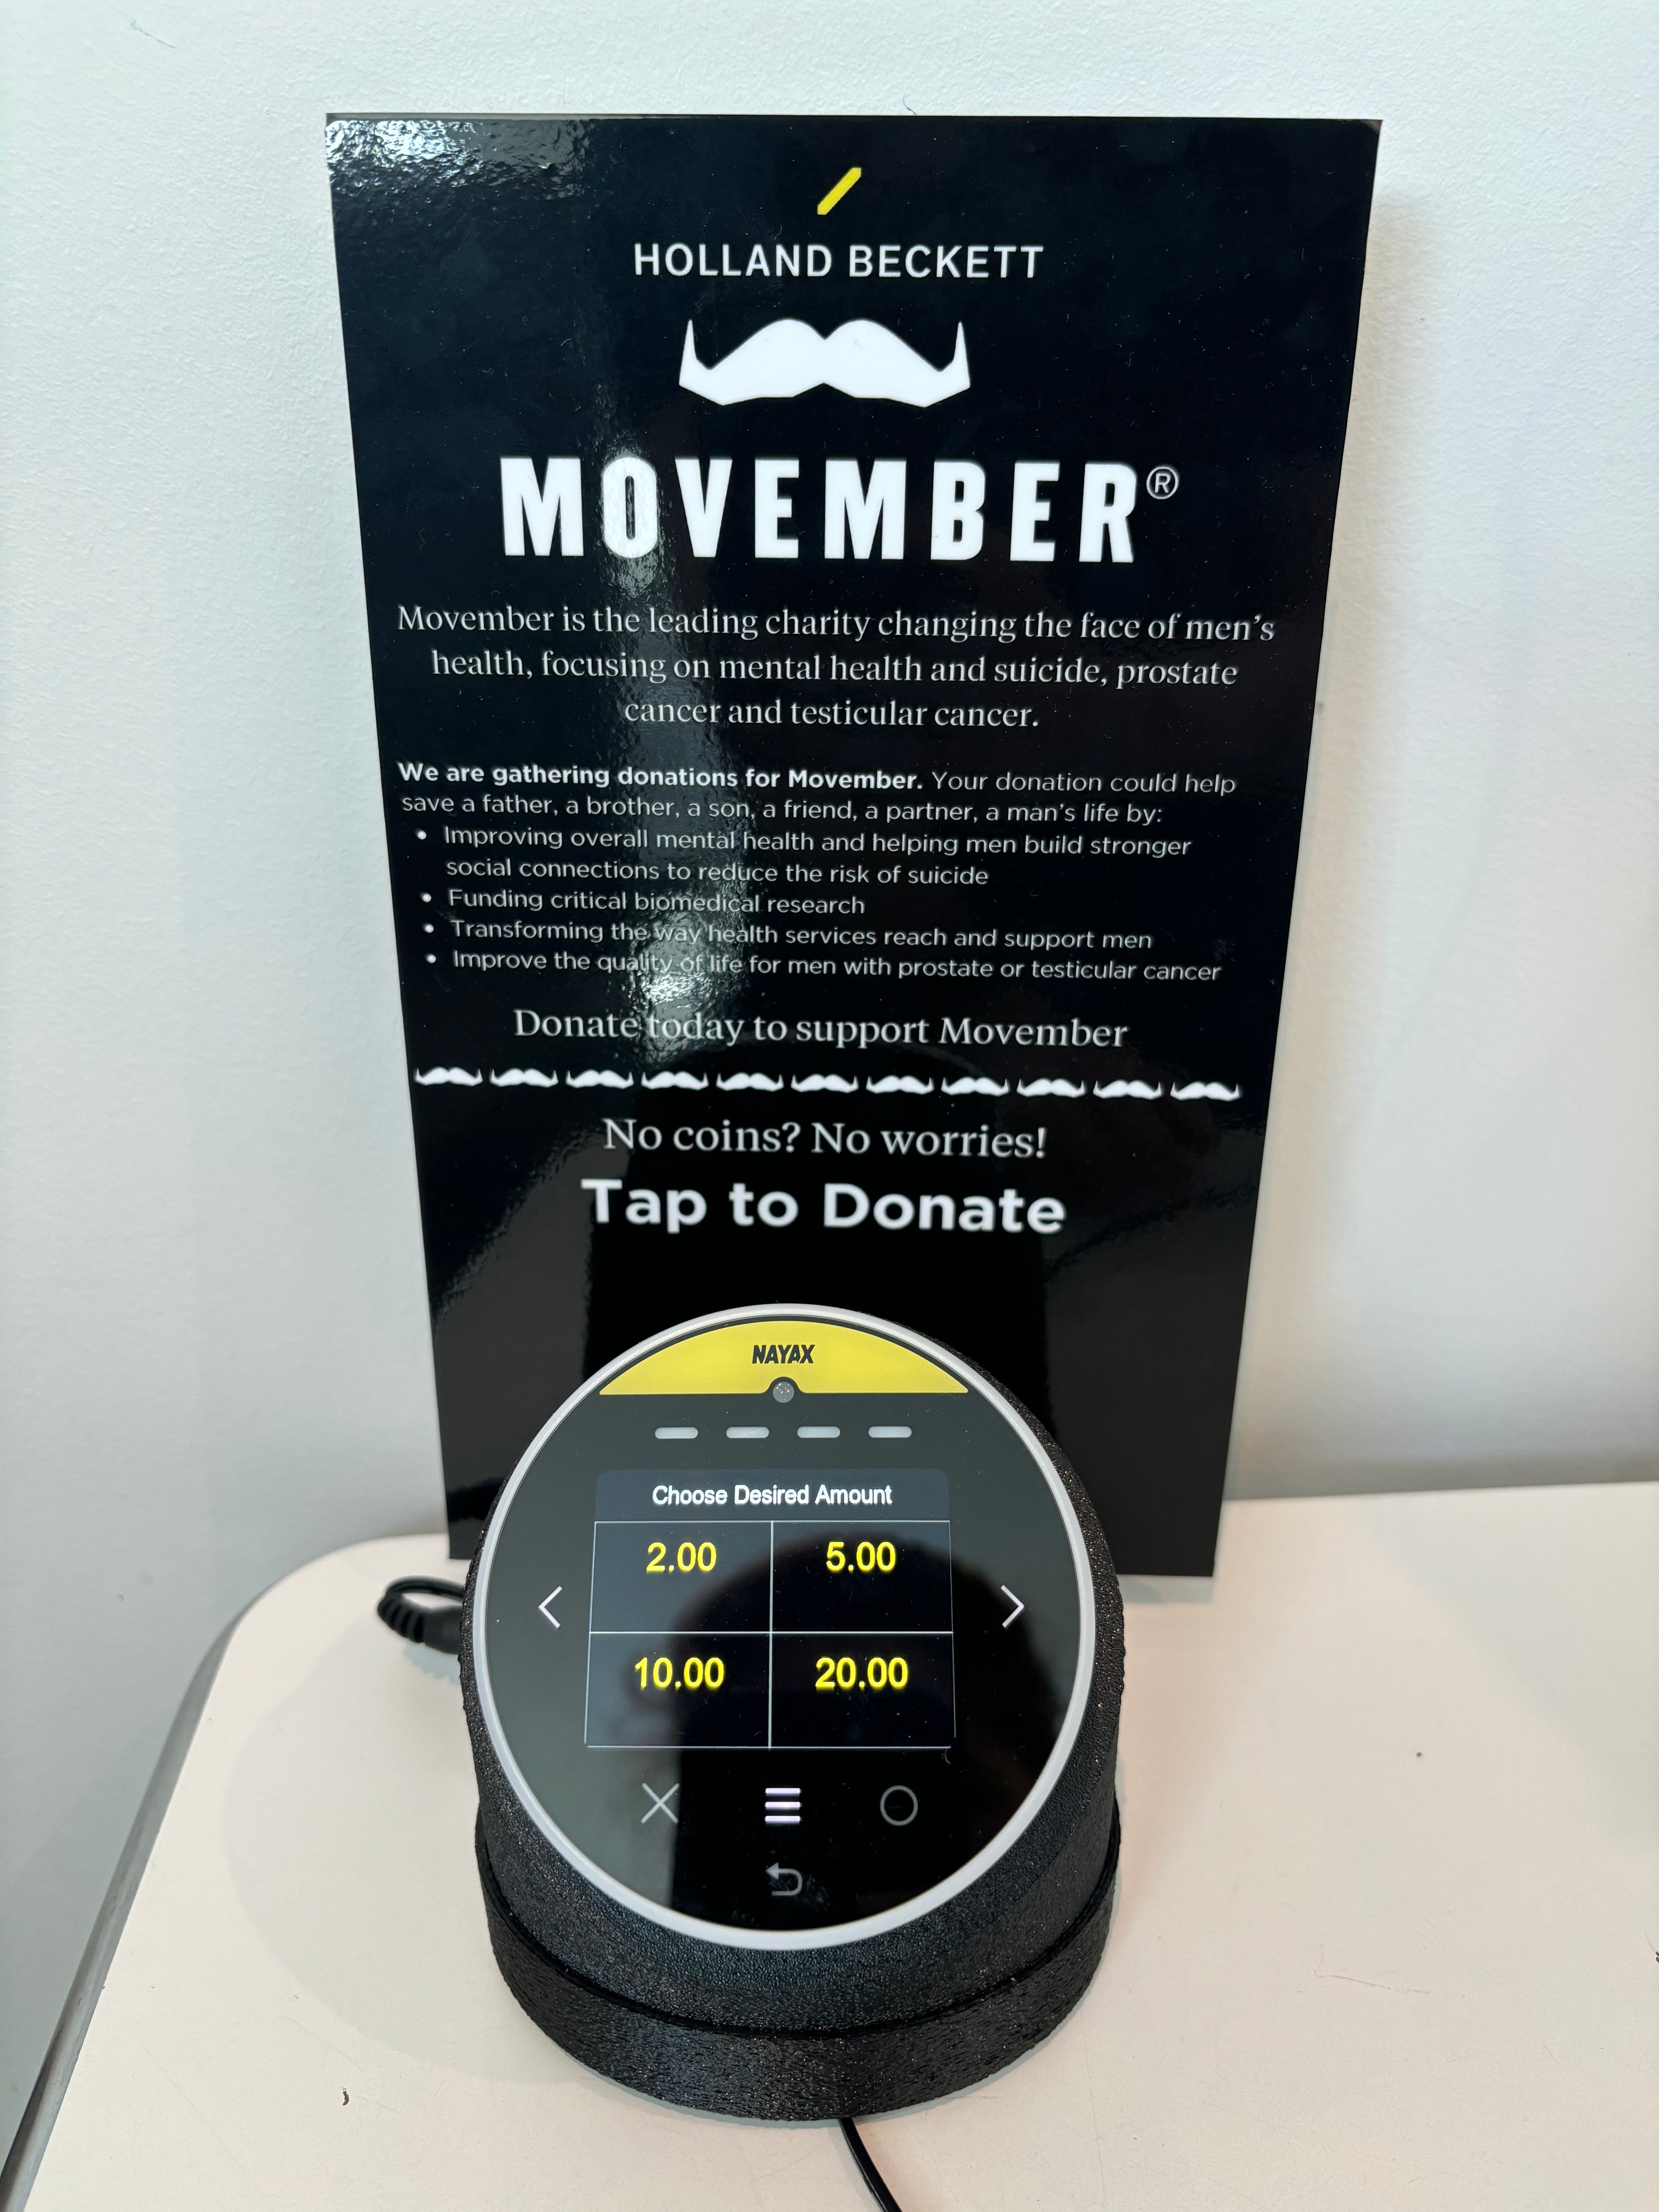 HOLLAND BECKETT
MOVEMBER®
Movember is the leading charity changing the face of men's
health, focusing on mental health and suicide, prostate
cancer and testicular cancer.
We are gathering donations for Movember. Your donation could help
save a father, a brother, a son, a friend, a partner, a man's life by:
• Improving overall mental health and helping men build stronger
social connections to reduce the risk of suicide
• Funding critical biomedical research
• Transforming the way health services reach and support men
• Improve the quality of life for men with prostate or testicular cancer
Donate today to support Movember
No coins? No worries!
Tap to Donate
NAYAX
Choose Desired Amount
2.00 5.00
10.00 20.00